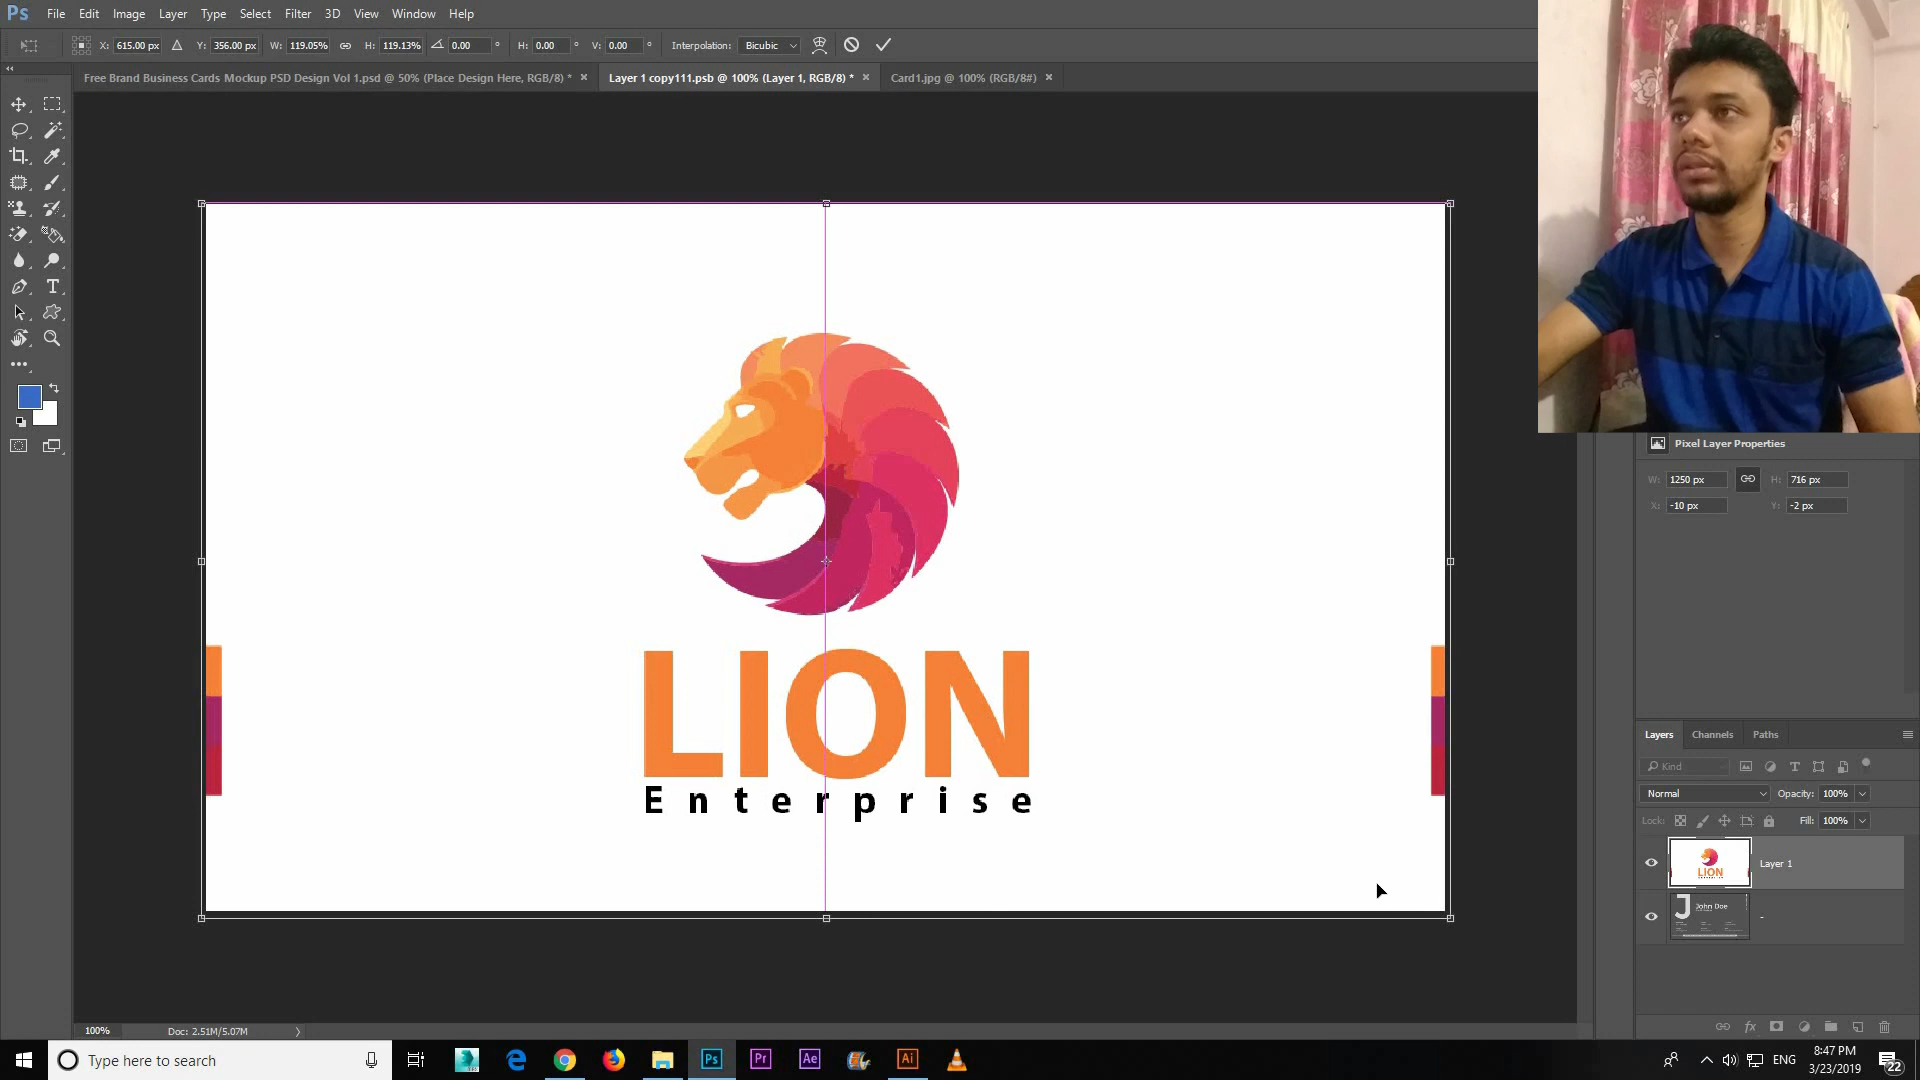 Ps File Edit Image Layer Type Select Filter 3D View Window Help
X: 615.00 px Y: 356.00 px W: 119.05% H: 119.13% 0.00 ° H: 0.00 ° V: 0.00 ° Interpolation: Bicubic
Free Brand Business Cards Mockup PSD Design Vol 1.psd @ 50% (Place Design Here, RGB/8) * × Layer 1 copy111.psb @ 100% (Layer 1, RGB/8) * × Card1.jpg @ 100% (RGB/8#) ×
Pixel Layer Properties
W: 1250 px H: 716 px
X: -10 px Y: -2 px
LION
Enterprise
Layers Channels Paths
Kind
Normal Opacity: 100%
Lock: Fill: 100%
LION
Layer 1
J John Doe
-
100% Doc: 2.51M/5.07M
Type here to search
Ps Pr Ae Ai
ENG
8:47 PM
3/23/2019
22